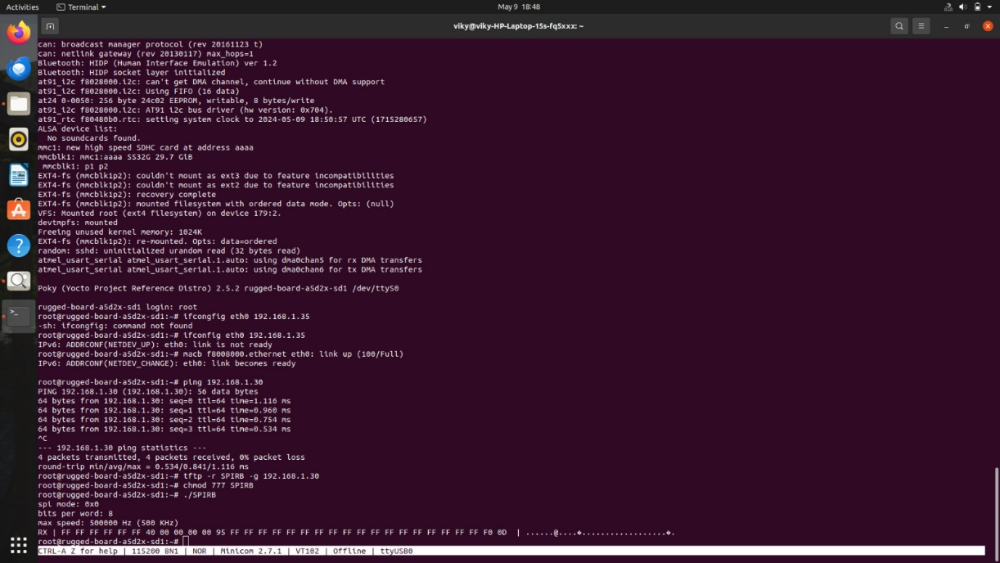 Activities
Terminal
May 9 18:48
viky@viky-HP-Laptop-15s-fq5xxx: ~
can: broadcast manager protocol (rev 20161123 t)
can: netlink gateway (rev 20130117) max_hops=1
Bluetooth: HIDP (Human Interface Emulation) ver 1.2
Bluetooth: HIDP socket layer initialized
at91_i2c f8028000.i2c: can't get DMA channel, continue without DMA support
at91_i2c f8028000.i2c: Using FIFO (16 data)
at24 0-0050: 256 byte 24c02 EEPROM, writable, 8 bytes/write
at91_i2c f8028000.i2c: AT91 i2c bus driver (hw version: 0x704).
at91_rtc f80480b0.rtc: setting system clock to 2024-05-09 18:50:57 UTC (1715280657)
ALSA device list:
No soundcards found.
mmc1: new high speed SDHC card at address aaaa
mmcblk1: mmc1:aaaa SS32G 29.7 GiB
mmcblk1: p1 p2
EXT4-fs (mmcblk1p2): couldn't mount as ext3 due to feature incompatibilities
EXT4-fs (mmcblk1p2): couldn't mount as ext2 due to feature incompatibilities
EXT4-fs (mmcblk1p2): recovery complete
EXT4-fs (mmcblk1p2): mounted filesystem with ordered data mode. Opts: (null)
VFS: Mounted root (ext4 filesystem) on device 179:2.
devtmpfs: mounted
Freeing unused kernel memory: 1024K
EXT4-fs (mmcblk1p2): re-mounted. Opts: data=ordered
random: sshd: uninitialized urandom read (32 bytes read)
atmel_usart_serial atmel_usart_serial.1.auto: using dma0chan5 for rx DMA transfers
atmel_usart_serial atmel_usart_serial.1.auto: using dma0chan6 for tx DMA transfers
Poky (Yocto Project Reference Distro) 2.5.2 rugged-board-a5d2x-sd1 /dev/ttyS0
rugged-board-a5d2x-sd1 login: root
root@rugged-board-a5d2x-sd1:~# ifcongfig eth0 192.168.1.35
-sh: ifcongfig: command not found
root@rugged-board-a5d2x-sd1:~# ifconfig eth0 192.168.1.35
IPv6: ADDRCONF(NETDEV_UP): eth0: link is not ready
root@rugged-board-a5d2x-sd1:~# macb f8008000.ethernet eth0: link up (100/Full)
IPv6: ADDRCONF(NETDEV_CHANGE): eth0: link becomes ready
root@rugged-board-a5d2x-sd1:~# ping 192.168.1.30
PING 192.168.1.30 (192.168.1.30): 56 data bytes
64 bytes from 192.168.1.30: seq=0 ttl=64 time=1.116 ms
64 bytes from 192.168.1.30: seq=1 ttl=64 time=0.960 ms
64 bytes from 192.168.1.30: seq=2 ttl=64 time=0.754 ms
64 bytes from 192.168.1.30: seq=3 ttl=64 time=0.534 ms
^C
--- 192.168.1.30 ping statistics ---
4 packets transmitted, 4 packets received, 0% packet loss
round-trip min/avg/max = 0.534/0.841/1.116 ms
root@rugged-board-a5d2x-sd1:~# tftp -r SPIRB -g 192.168.1.30
root@rugged-board-a5d2x-sd1:~# chmod 777 SPIRB
root@rugged-board-a5d2x-sd1:~# ./SPIRB
spi mode: 0x0
bits per word: 8
max speed: 500000 Hz (500 KHz)
RX | FF FF FF FF FF FF 40 00 00 00 00 95 FF FF FF FF FF FF FF FF FF FF FF FF FF FF FF FF FF FF F0 0D | ......@....�..................�.
root@rugged-board-a5d2x-sd1:~#
CTRL-A Z for help | 115200 8N1 | NOR | Minicom 2.7.1 | VT102 | Offline | ttyUSB0